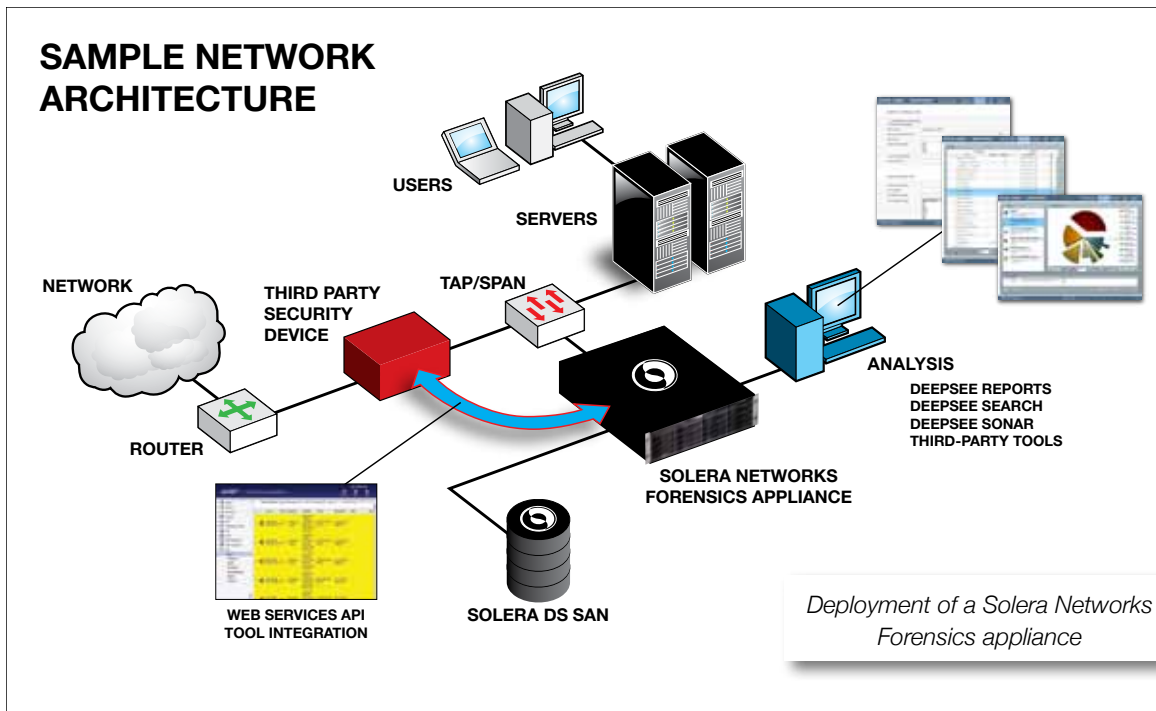 SAMPLE NETWORK
ARCHITECTURE
USERS
SERVERS
NETWORK
THIRD PARTY
SECURITY
DEVICE
TAP/SPAN
ROUTER
ANALYSIS
DEEPSEE REPORTS
DEEPSEE SEARCH
DEEPSEE SONAR
THIRD-PARTY TOOLS
SOLERA NETWORKS
FORENSICS APPLIANCE
WEB SERVICES API
TOOL INTEGRATION
SOLERA DS SAN
Deployment of a Solera Networks
Forensics appliance